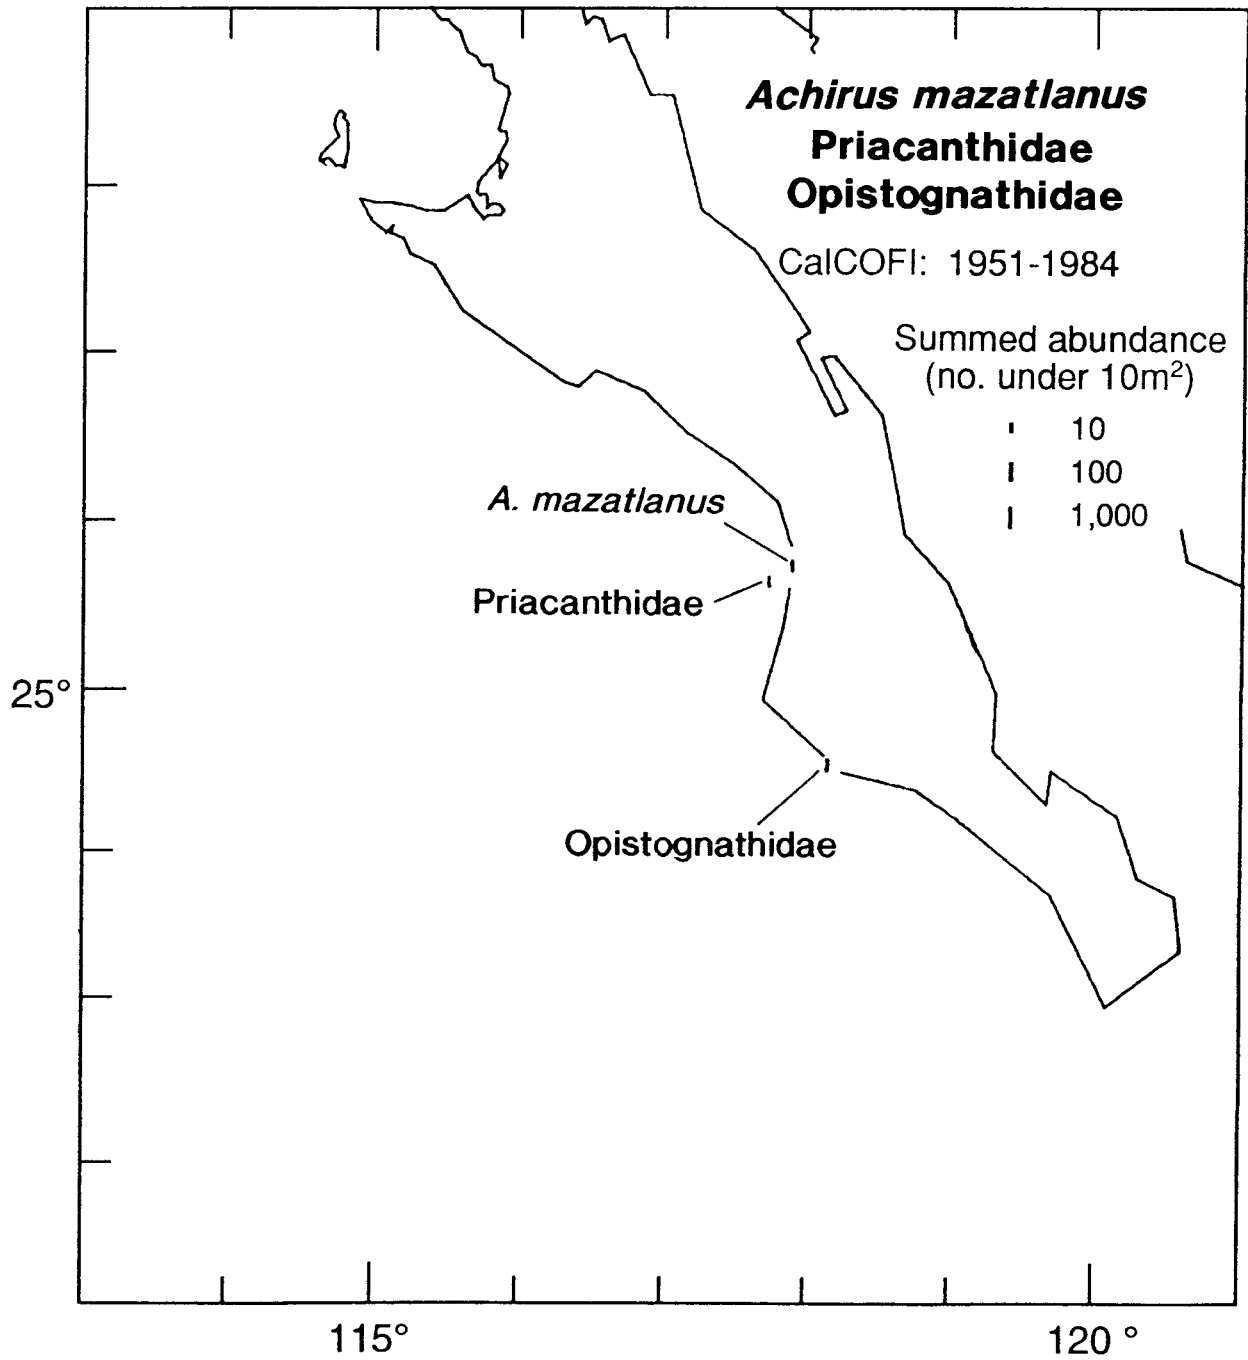 Achirus mazatlanus
Priacanthidae
Opistognathidae
CalCOFI: 1951-1984
Summed abundance
(no. under 10m²)
10
100
1,000
A. mazatlanus
Priacanthidae
25°
Opistognathidae
115°
120 °